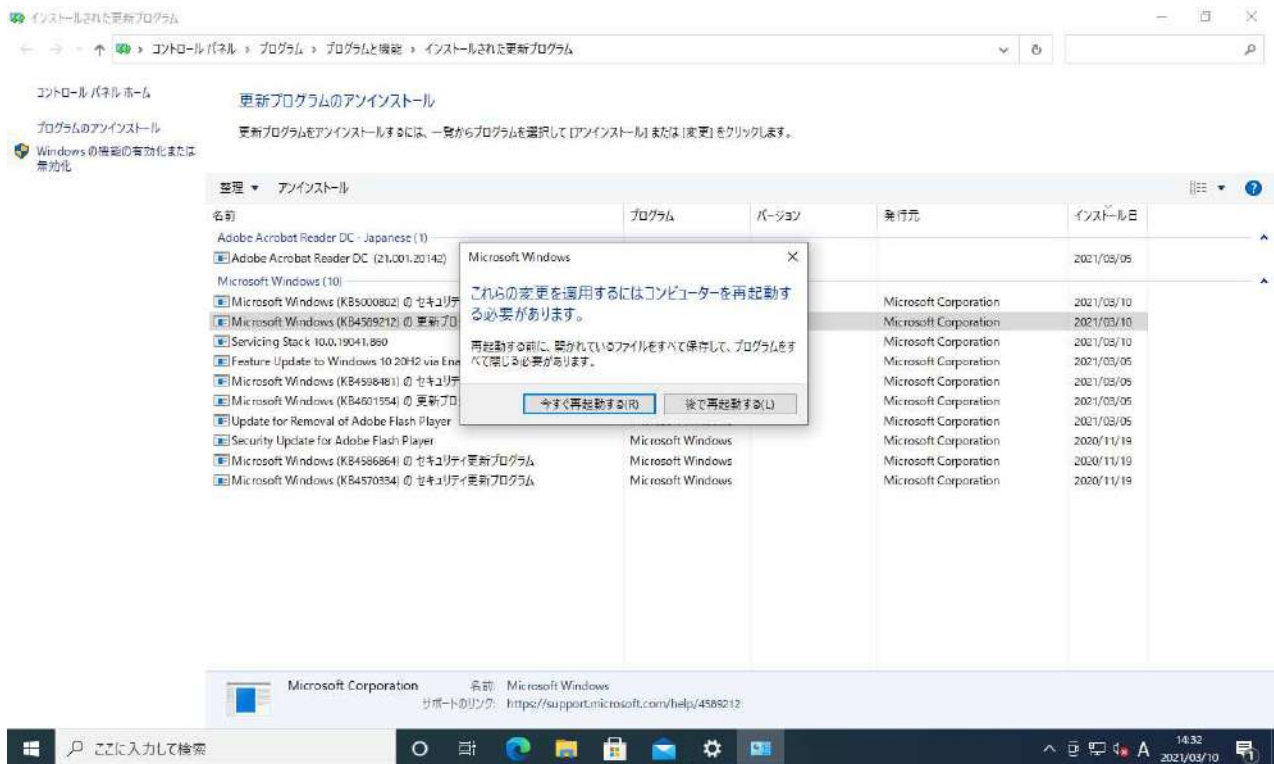 インストールされた更新プログラム
コントロール パネル › プログラム › プログラムと機能 › インストールされた更新プログラム
コントロール パネル ホーム
プログラムのアンインストール
Windows の機能の有効化または
無効化
更新プログラムのアンインストール
更新プログラムをアンインストールするには、一覧からプログラムを選択して [アンインストール] または [変更] をクリックします。
整理 アンインストール
名前 プログラム バージョン 発行元 インストール日
Adobe Acrobat Reader DC - Japanese (1)
Adobe Acrobat Reader DC (21.001.20142) 2021/03/05
Microsoft Windows (10)
Microsoft Windows (KB5000802) の セキュリテ Microsoft Corporation 2021/03/10
Microsoft Windows (KB4589212) の 更新プロ Microsoft Corporation 2021/03/10
Servicing Stack 10.0.19041.860 Microsoft Corporation 2021/03/10
Feature Update to Windows 10 20H2 via Ena Microsoft Corporation 2021/03/05
Microsoft Windows (KB4598481) の セキュリテ Microsoft Corporation 2021/03/05
Microsoft Windows (KB4601554) の 更新プロ Microsoft Corporation 2021/03/05
Update for Removal of Adobe Flash Player Microsoft Corporation 2021/03/05
Security Update for Adobe Flash Player Microsoft Windows Microsoft Corporation 2020/11/19
Microsoft Windows (KB4586864) の セキュリティ更新プログラム Microsoft Windows Microsoft Corporation 2020/11/19
Microsoft Windows (KB4570334) の セキュリティ更新プログラム Microsoft Windows Microsoft Corporation 2020/11/19
Microsoft Windows
これらの変更を適用するにはコンピューターを再起動す
る必要があります。
再起動する前に、開かれているファイルをすべて保存して、プログラムをす
べて閉じる必要があります。
今すぐ再起動する(R) 後で再起動する(L)
Microsoft Corporation 名前: Microsoft Windows
サポートのリンク: https://support.microsoft.com/help/4589212
ここに入力して検索
A 14:32
2021/03/10